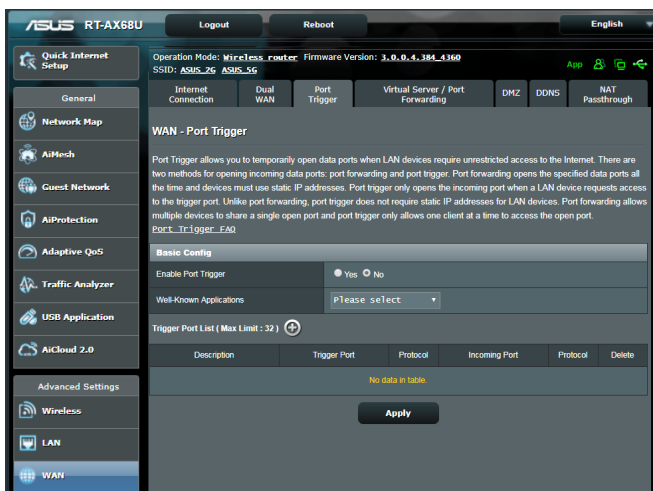 ASUS RT-AX68U
Logout
Reboot
English
Quick Internet
Setup
Operation Mode: Wireless router Firmware Version: 3.0.0.4.384_4360
SSID: ASUS_2G ASUS_5G
App
General
Network Map
AiMesh
Guest Network
AiProtection
Adaptive QoS
Traffic Analyzer
USB Application
AiCloud 2.0
Advanced Settings
Wireless
LAN
WAN
Internet
Connection
Dual
WAN
Port
Trigger
Virtual Server / Port
Forwarding
DMZ
DDNS
NAT
Passthrough
WAN - Port Trigger
Port Trigger allows you to temporarily open data ports when LAN devices require unrestricted access to the Internet. There are
two methods for opening incoming data ports: port forwarding and port trigger. Port forwarding opens the specified data ports all
the time and devices must use static IP addresses. Port trigger only opens the incoming port when a LAN device requests access
to the trigger port. Unlike port forwarding, port trigger does not require static IP addresses for LAN devices. Port forwarding allows
multiple devices to share a single open port and port trigger only allows one client at a time to access the open port.
Port Trigger FAQ
Basic Config
Enable Port Trigger
Yes No
Well-Known Applications
Please select
Trigger Port List ( Max Limit : 32 )
Description Trigger Port Protocol Incoming Port Protocol Delete
No data in table.
Apply